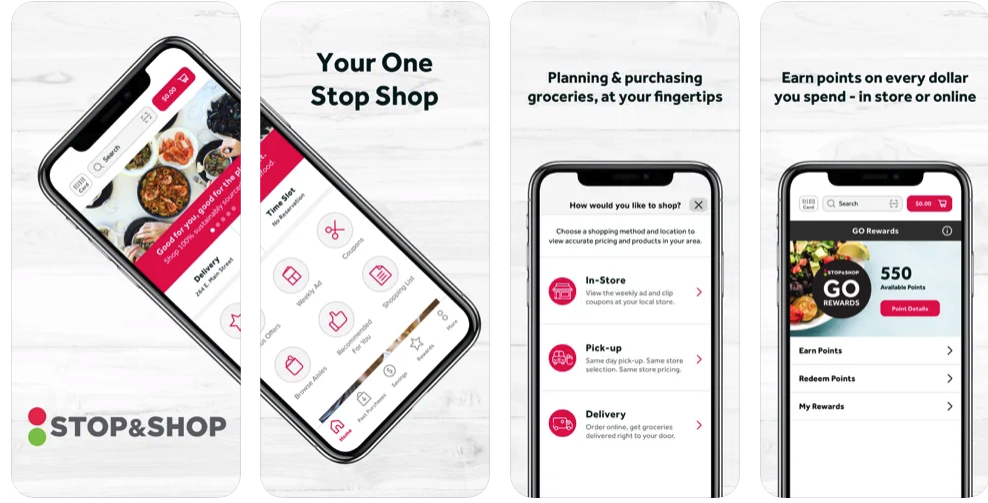 $0.00
Search
Card
Good for you, good for the pl
Shop 100% sustainably source
Delivery
264 E. Main Street
STOP&SHOP
Your One
Stop Shop
t.
food.
Time Slot
No Reservation
Coupons
Weekly Ad
Shopping List
us Offers
Recommended
For You
Browse Aisles
More
Rewards
Savings
Past Purchases
Home
Planning & purchasing
groceries, at your fingertips
How would you like to shop?
Choose a shopping method and location to
view accurate pricing and products in your area.
In-Store
View the weekly ad and clip
coupons at your local store.
Pick-up
Same day pick-up. Same store
selection. Same store pricing.
Delivery
Order online, get groceries
delivered right to your door.
Earn points on every dollar
you spend - in store or online
Card
Search
$0.00
GO Rewards
STOP&SHOP
GO
REWARDS
550
Available Points
Point Details
Earn Points
Redeem Points
My Rewards